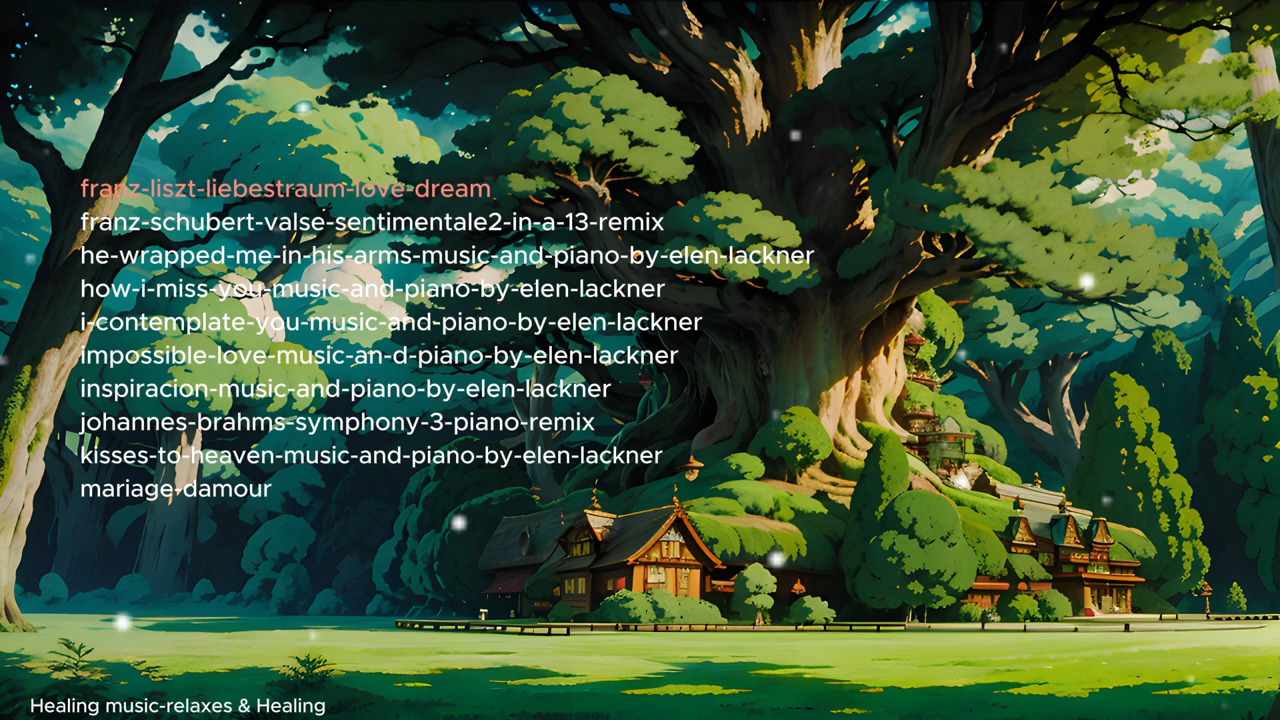 franz-liszt-liebestraum-love-dream
franz-schubert-valse-sentimentale2-in-a-13-remix
he-wrapped-me-in-his-arms-music-and-piano-by-elen-lackner
how-i-miss-you-music-and-piano-by-elen-lackner
i-contemplate-you-music-and-piano-by-elen-lackner
impossible-love-music-an-d-piano-by-elen-lackner
inspiracion-music-and-piano-by-elen-lackner
johannes-brahms-symphony-3-piano-remix
kisses-to-heaven-music-and-piano-by-elen-lackner
mariage-damour
Healing music-relaxes & Healing